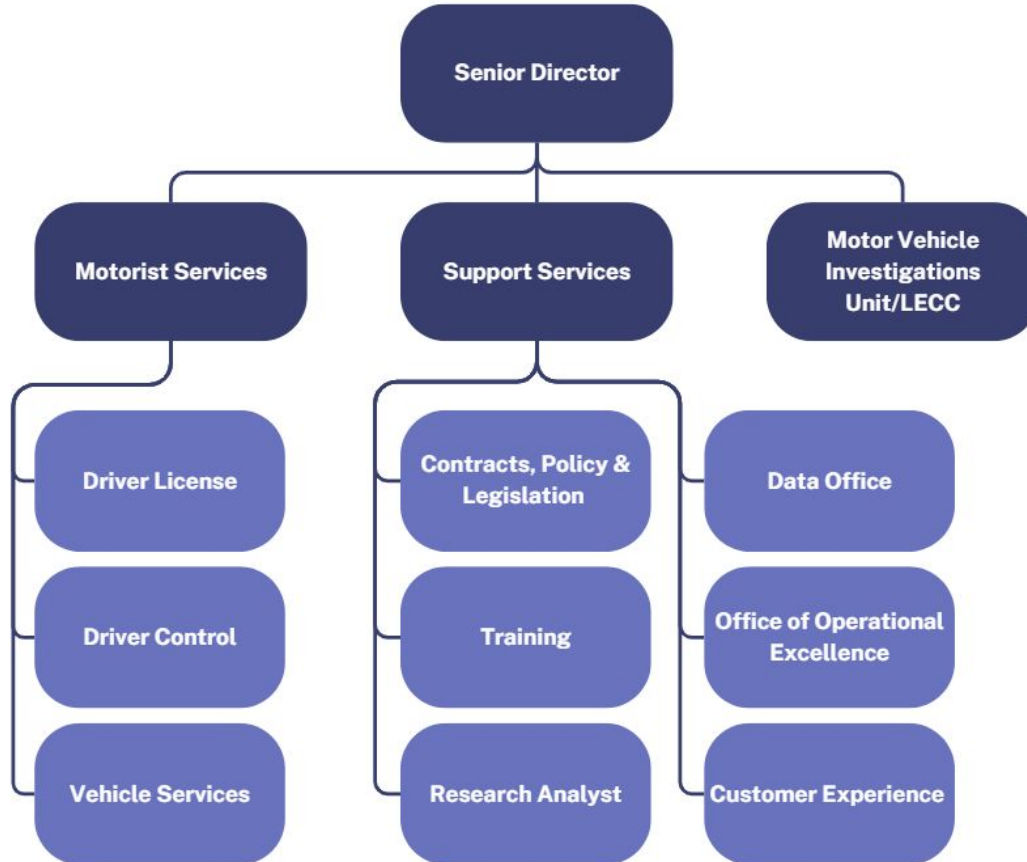 Senior Director
Motorist Services
Support Services
Motor Vehicle
Investigations
Unit/LECC
Driver License
Contracts, Policy &
Legislation
Data Office
Driver Control
Training
Office of Operational
Excellence
Vehicle Services
Research Analyst
Customer Experience